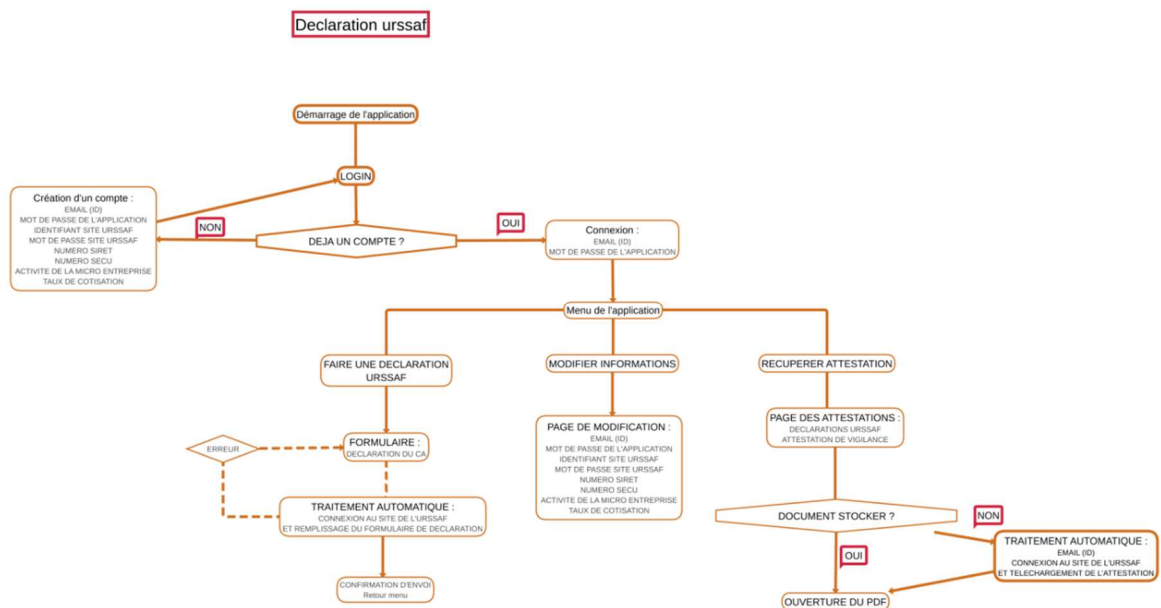 Declaration urssaf
Démarrage de l'application
LOGIN
Création d'un compte :
EMAIL (ID)
MOT DE PASSE DE L'APPLICATION
IDENTIFIANT SITE URSSAF
MOT DE PASSE SITE URSSAF
NUMERO SIRET
NUMERO SECU
ACTIVITE DE LA MICRO ENTREPRISE
TAUX DE COTISATION
NON
DEJA UN COMPTE ?
OUI
Connexion :
EMAIL (ID)
MOT DE PASSE DE L'APPLICATION
Menu de l'application
FAIRE UNE DECLARATION
URSSAF
MODIFIER INFORMATIONS
RECUPERER ATTESTATION
ERREUR
FORMULAIRE :
DECLARATION DU CA
TRAITEMENT AUTOMATIQUE :
CONNEXION AU SITE DE L'URSSAF
ET REMPLISSAGE DU FORMULAIRE DE DECLARATION
CONFIRMATION D'ENVOI
Retour menu
PAGE DE MODIFICATION :
EMAIL (ID)
MOT DE PASSE DE L'APPLICATION
IDENTIFIANT SITE URSSAF
MOT DE PASSE SITE URSSAF
NUMERO SIRET
NUMERO SECU
ACTIVITE DE LA MICRO ENTREPRISE
TAUX DE COTISATION
PAGE DES ATTESTATIONS :
DECLARATIONS URSSAF
ATTESTATION DE VIGILANCE
DOCUMENT STOCKER ?
NON
OUI
TRAITEMENT AUTOMATIQUE :
EMAIL (ID)
CONNEXION AU SITE DE L'URSSAF
ET TELECHARGEMENT DE L'ATTESTATION
OUVERTURE DU PDF